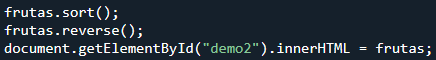 frutas.sort();
frutas.reverse();
document.getElementById("demo2").innerHTML = frutas;